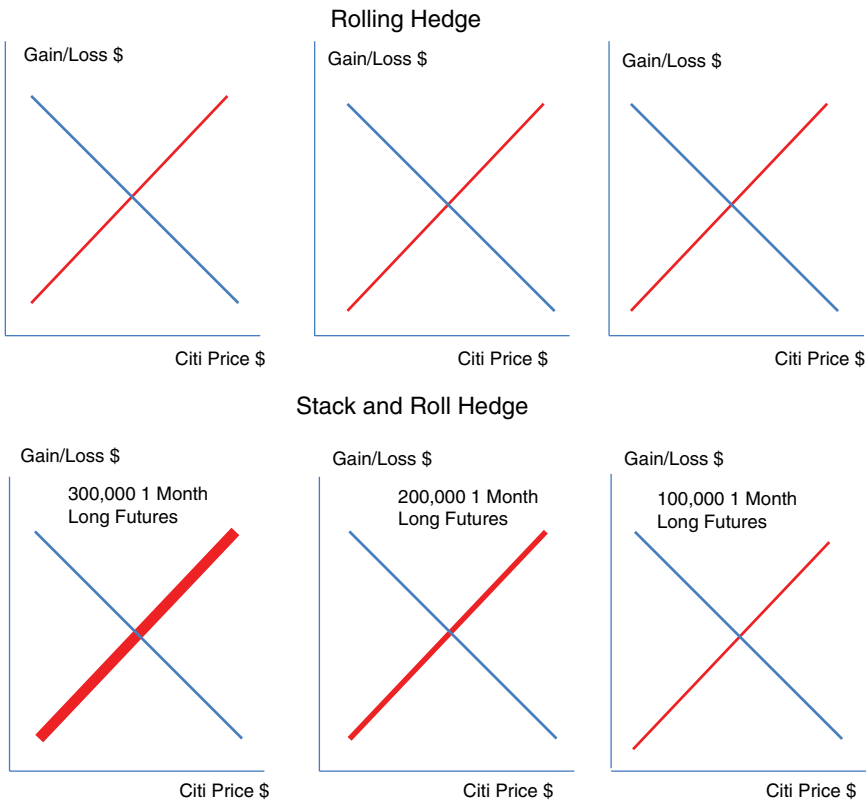 Rolling Hedge
Gain/Loss $
Gain/Loss $
Gain/Loss $
Citi Price $
Citi Price $
Citi Price $
Stack and Roll Hedge
Gain/Loss $
Gain/Loss $
Gain/Loss $
300,000 1 Month
Long Futures
200,000 1 Month
Long Futures
100,000 1 Month
Long Futures
Citi Price $
Citi Price $
Citi Price $